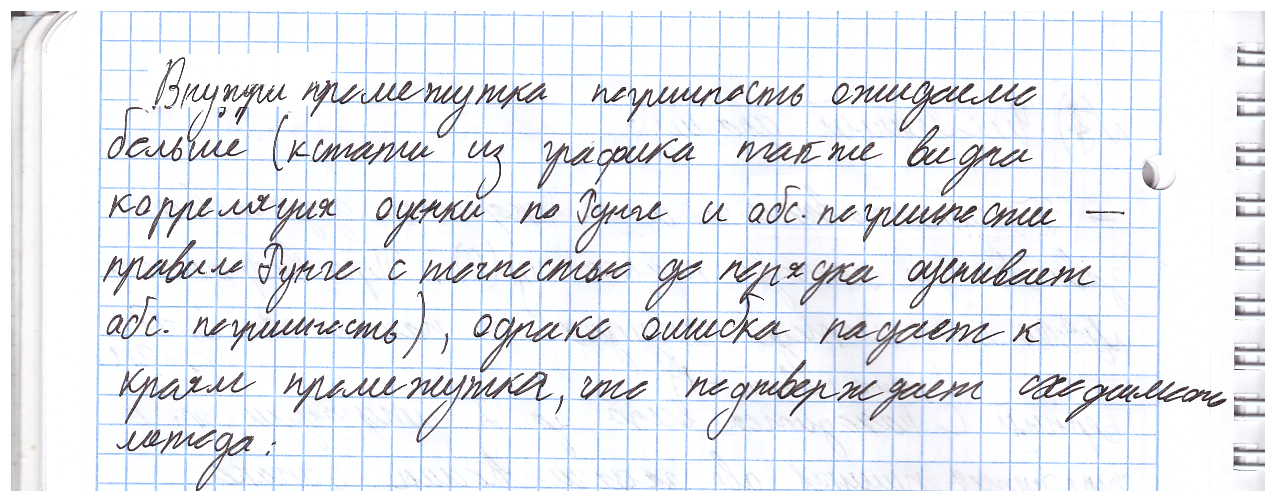 Внутри промежутка погрешность ожидаемо
больше (кстати из графика также видна
корреляция оценки по Рунге и абс. погрешности —
правило Рунге с точностью до порядка оценивает
абс. погрешность), однако ошибка падает к
краям промежутка, что подтверждает сходимость
метода: